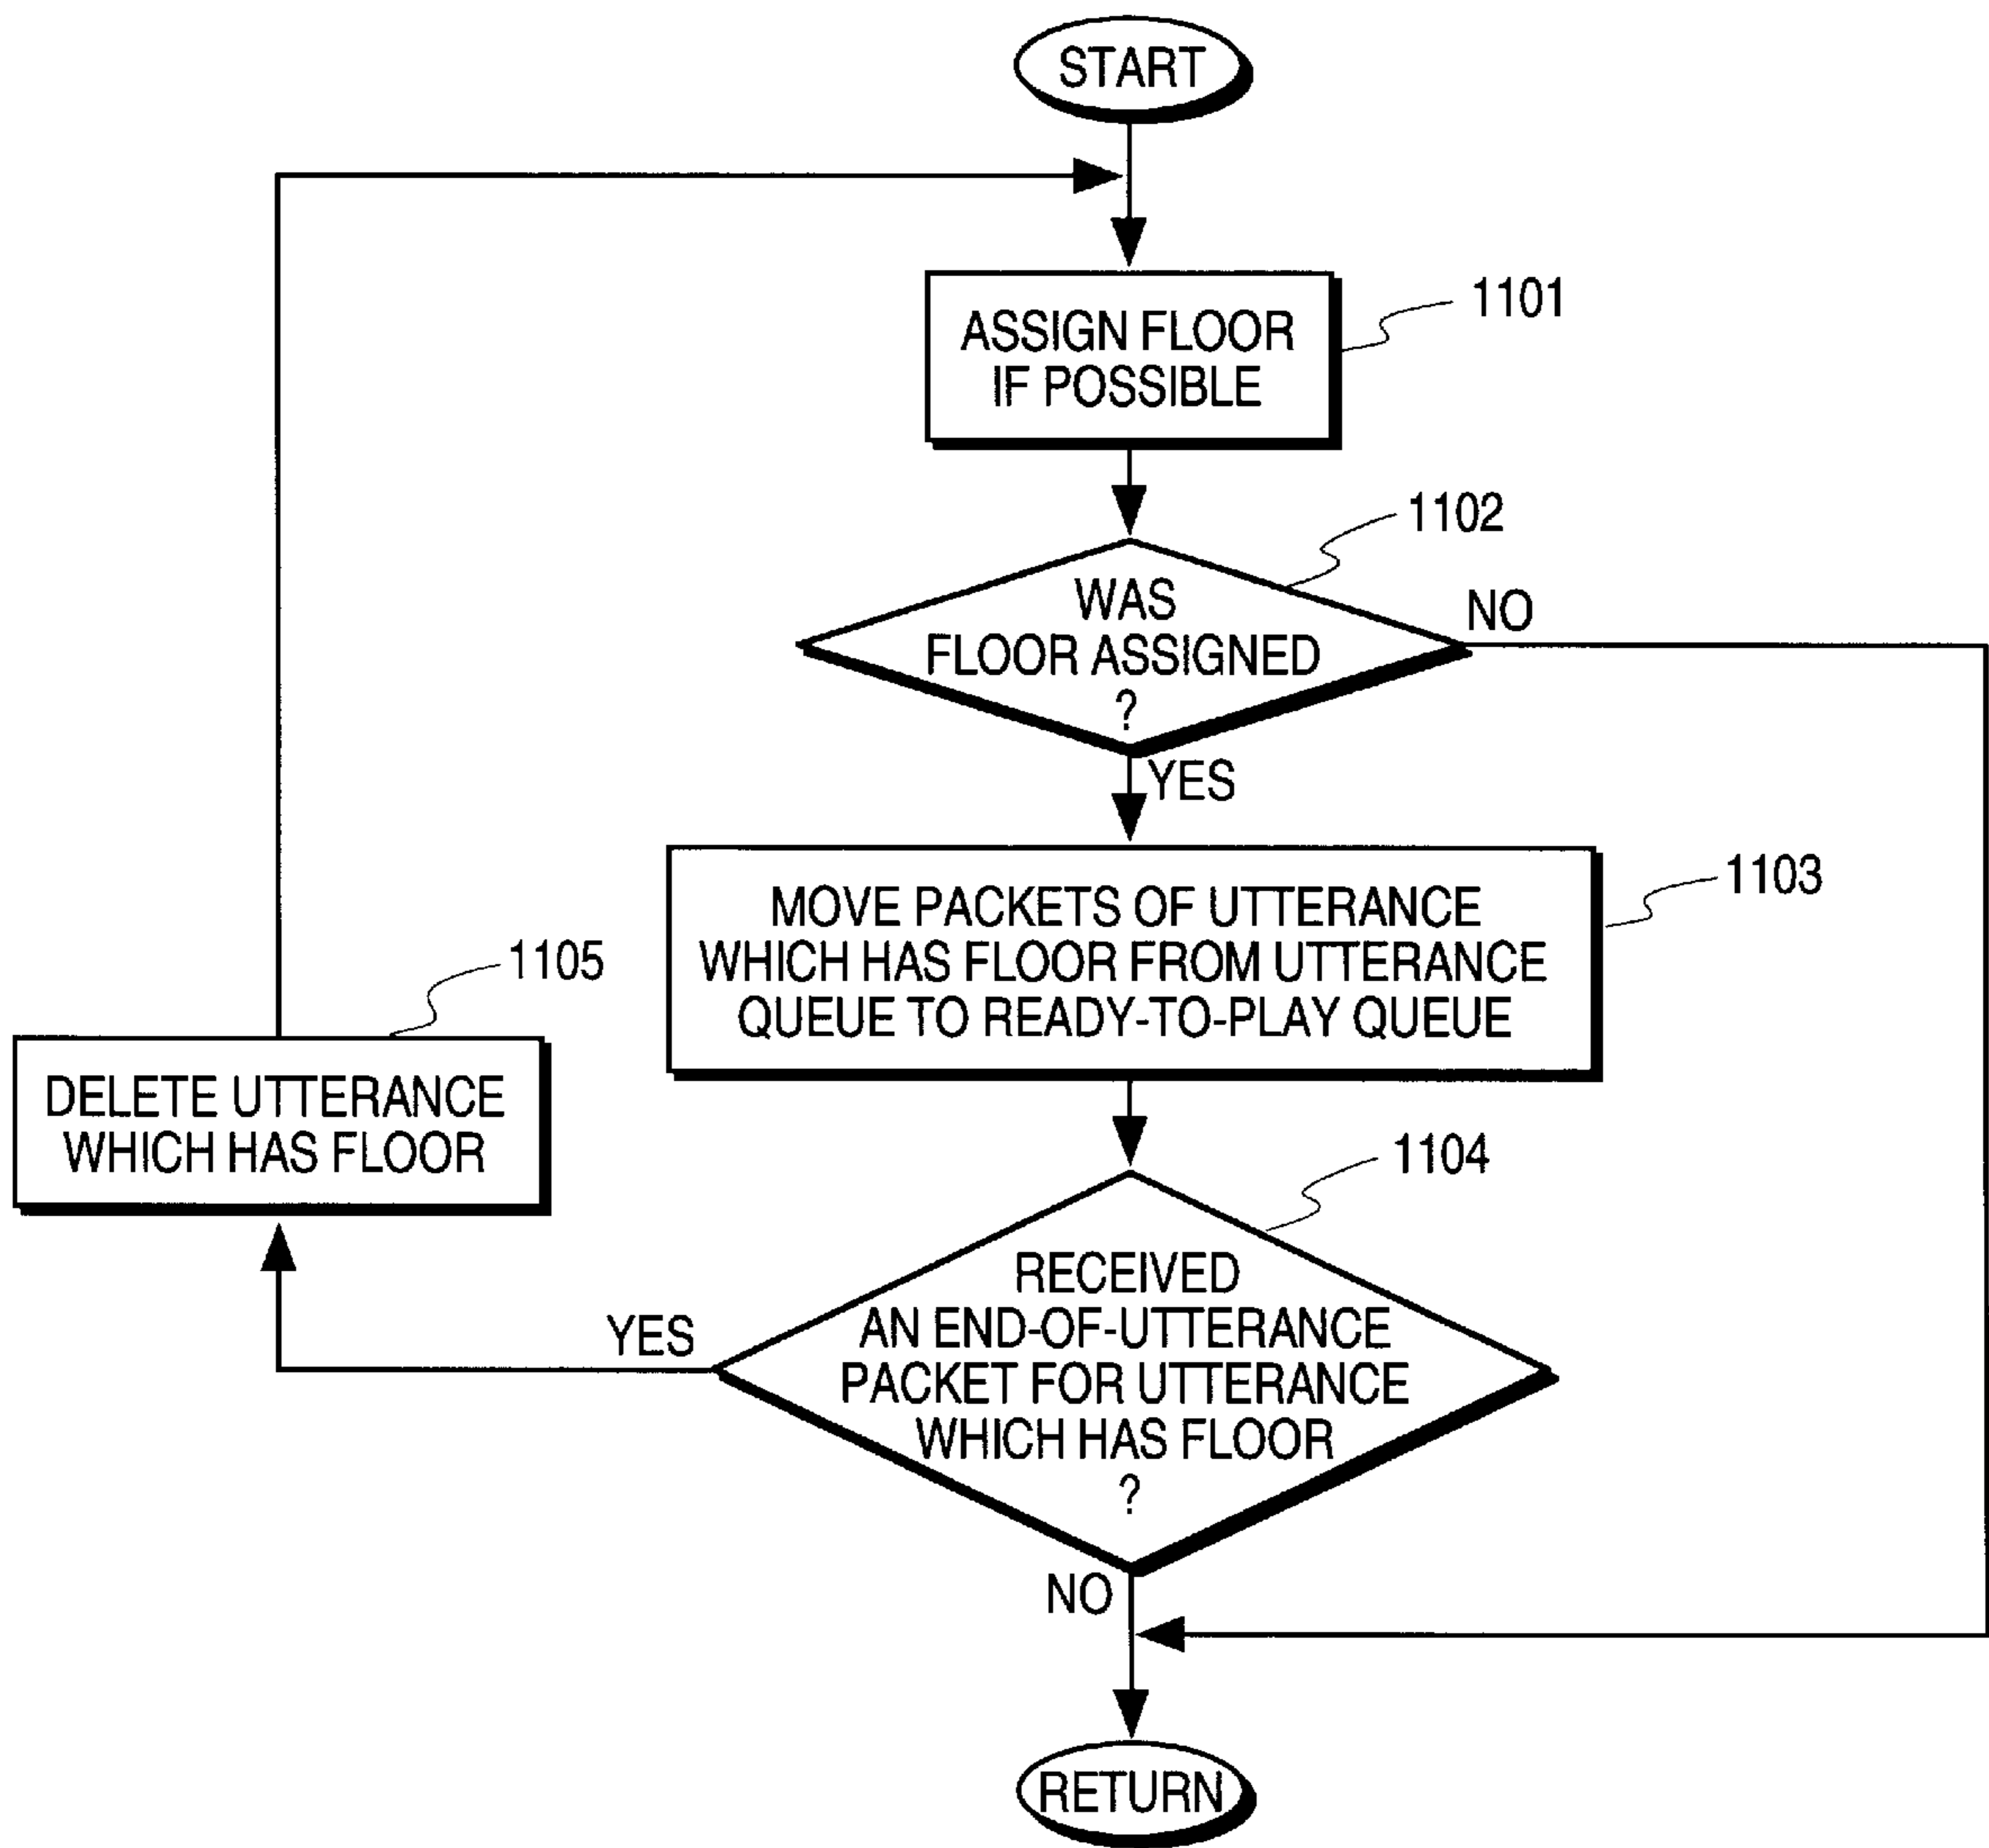 START
1101
ASSIGN FLOOR
IF POSSIBLE
1102
WAS
FLOOR ASSIGNED
?
NO
YES
1103
MOVE PACKETS OF UTTERANCE
WHICH HAS FLOOR FROM UTTERANCE
QUEUE TO READY-TO-PLAY QUEUE
1105
DELETE UTTERANCE
WHICH HAS FLOOR
1104
RECEIVED
AN END-OF-UTTERANCE
PACKET FOR UTTERANCE
WHICH HAS FLOOR
?
YES
NO
RETURN